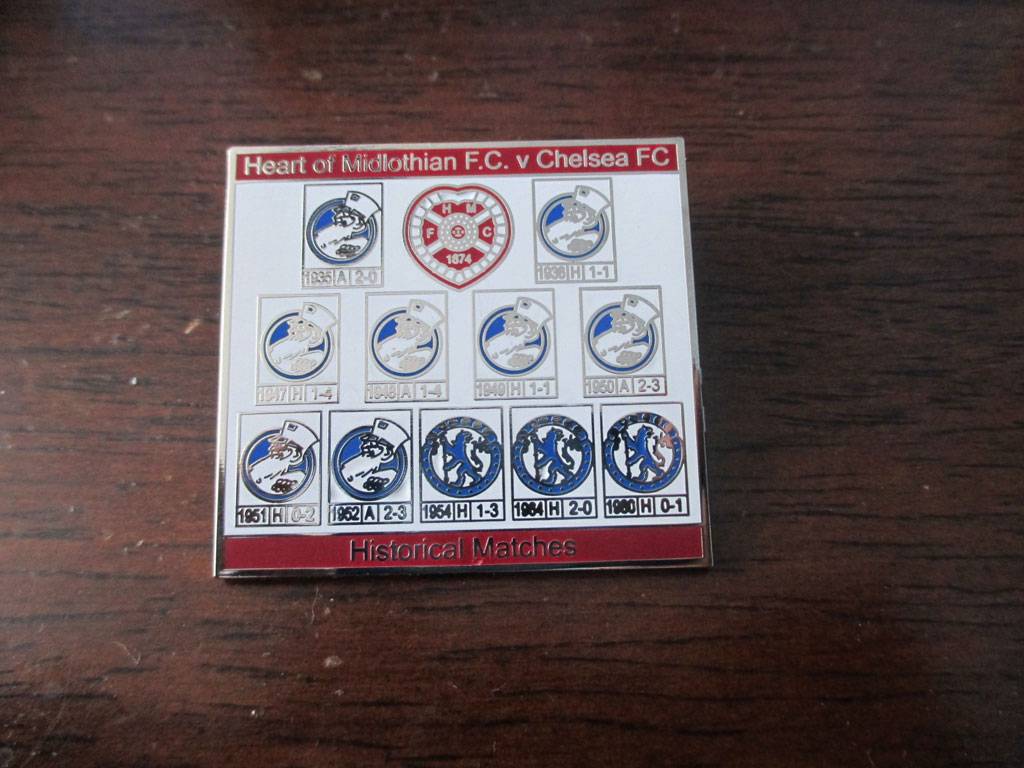 Heart of Midlothian F.C. v Chelsea FC
1935 A 2-0
H M
F C
1874
1936 H 1-1
1947 H 1-4
1948 A 1-4
1949 H 1-1
1950 A 2-3
1951 H 0-2
1952 A 2-3
1954 H 1-3
1964 H 2-0
1980 H 0-1
Historical Matches